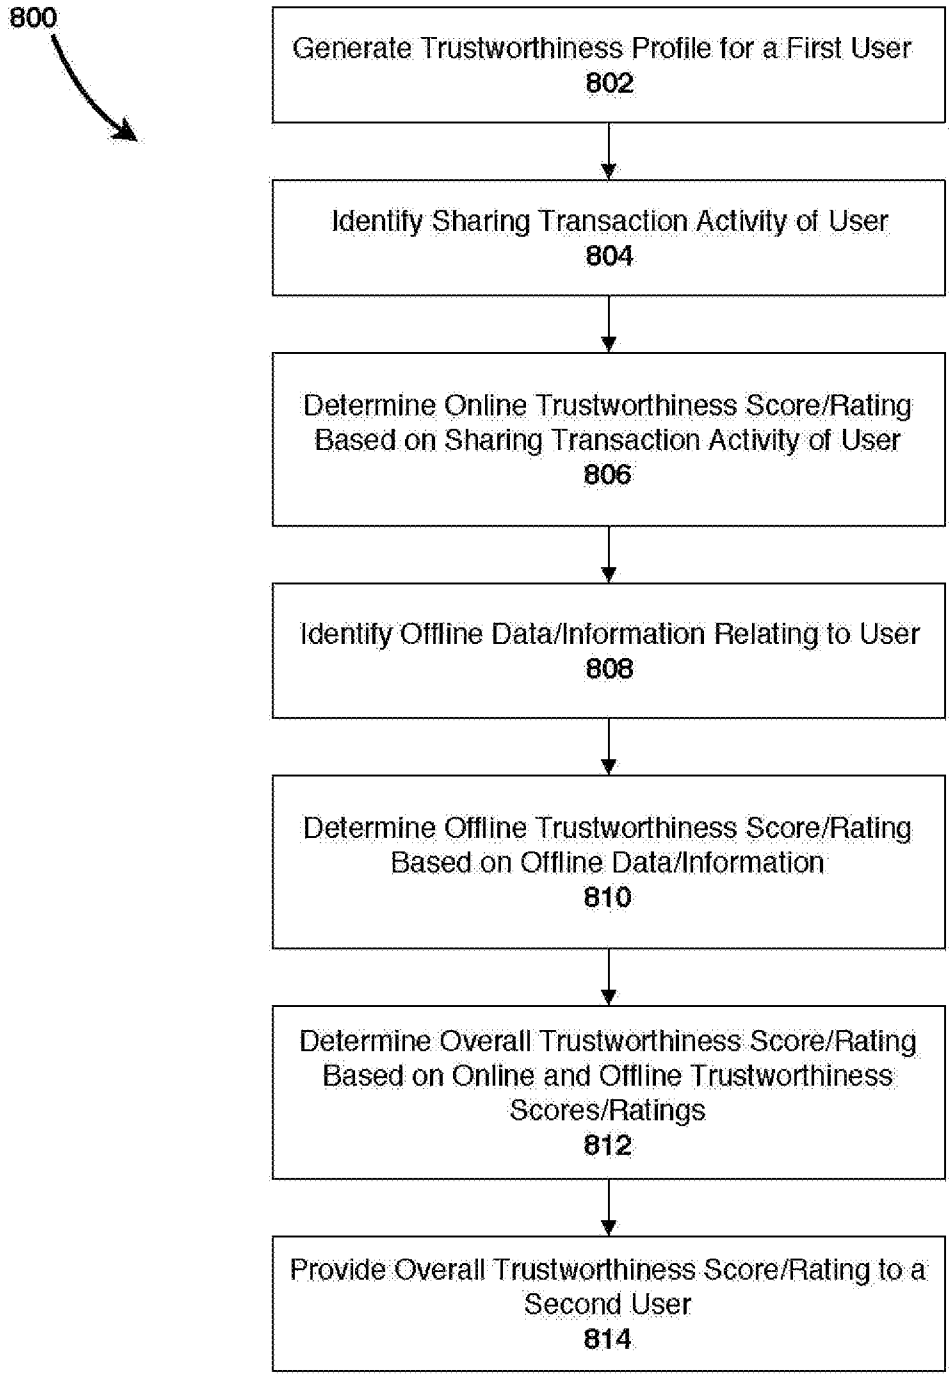 800
Generate Trustworthiness Profile for a First User
802
Identify Sharing Transaction Activity of User
804
Determine Online Trustworthiness Score/Rating
Based on Sharing Transaction Activity of User
806
Identify Offline Data/Information Relating to User
808
Determine Offline Trustworthiness Score/Rating
Based on Offline Data/Information
810
Determine Overall Trustworthiness Score/Rating
Based on Online and Offline Trustworthiness
Scores/Ratings
812
Provide Overall Trustworthiness Score/Rating to a
Second User
814